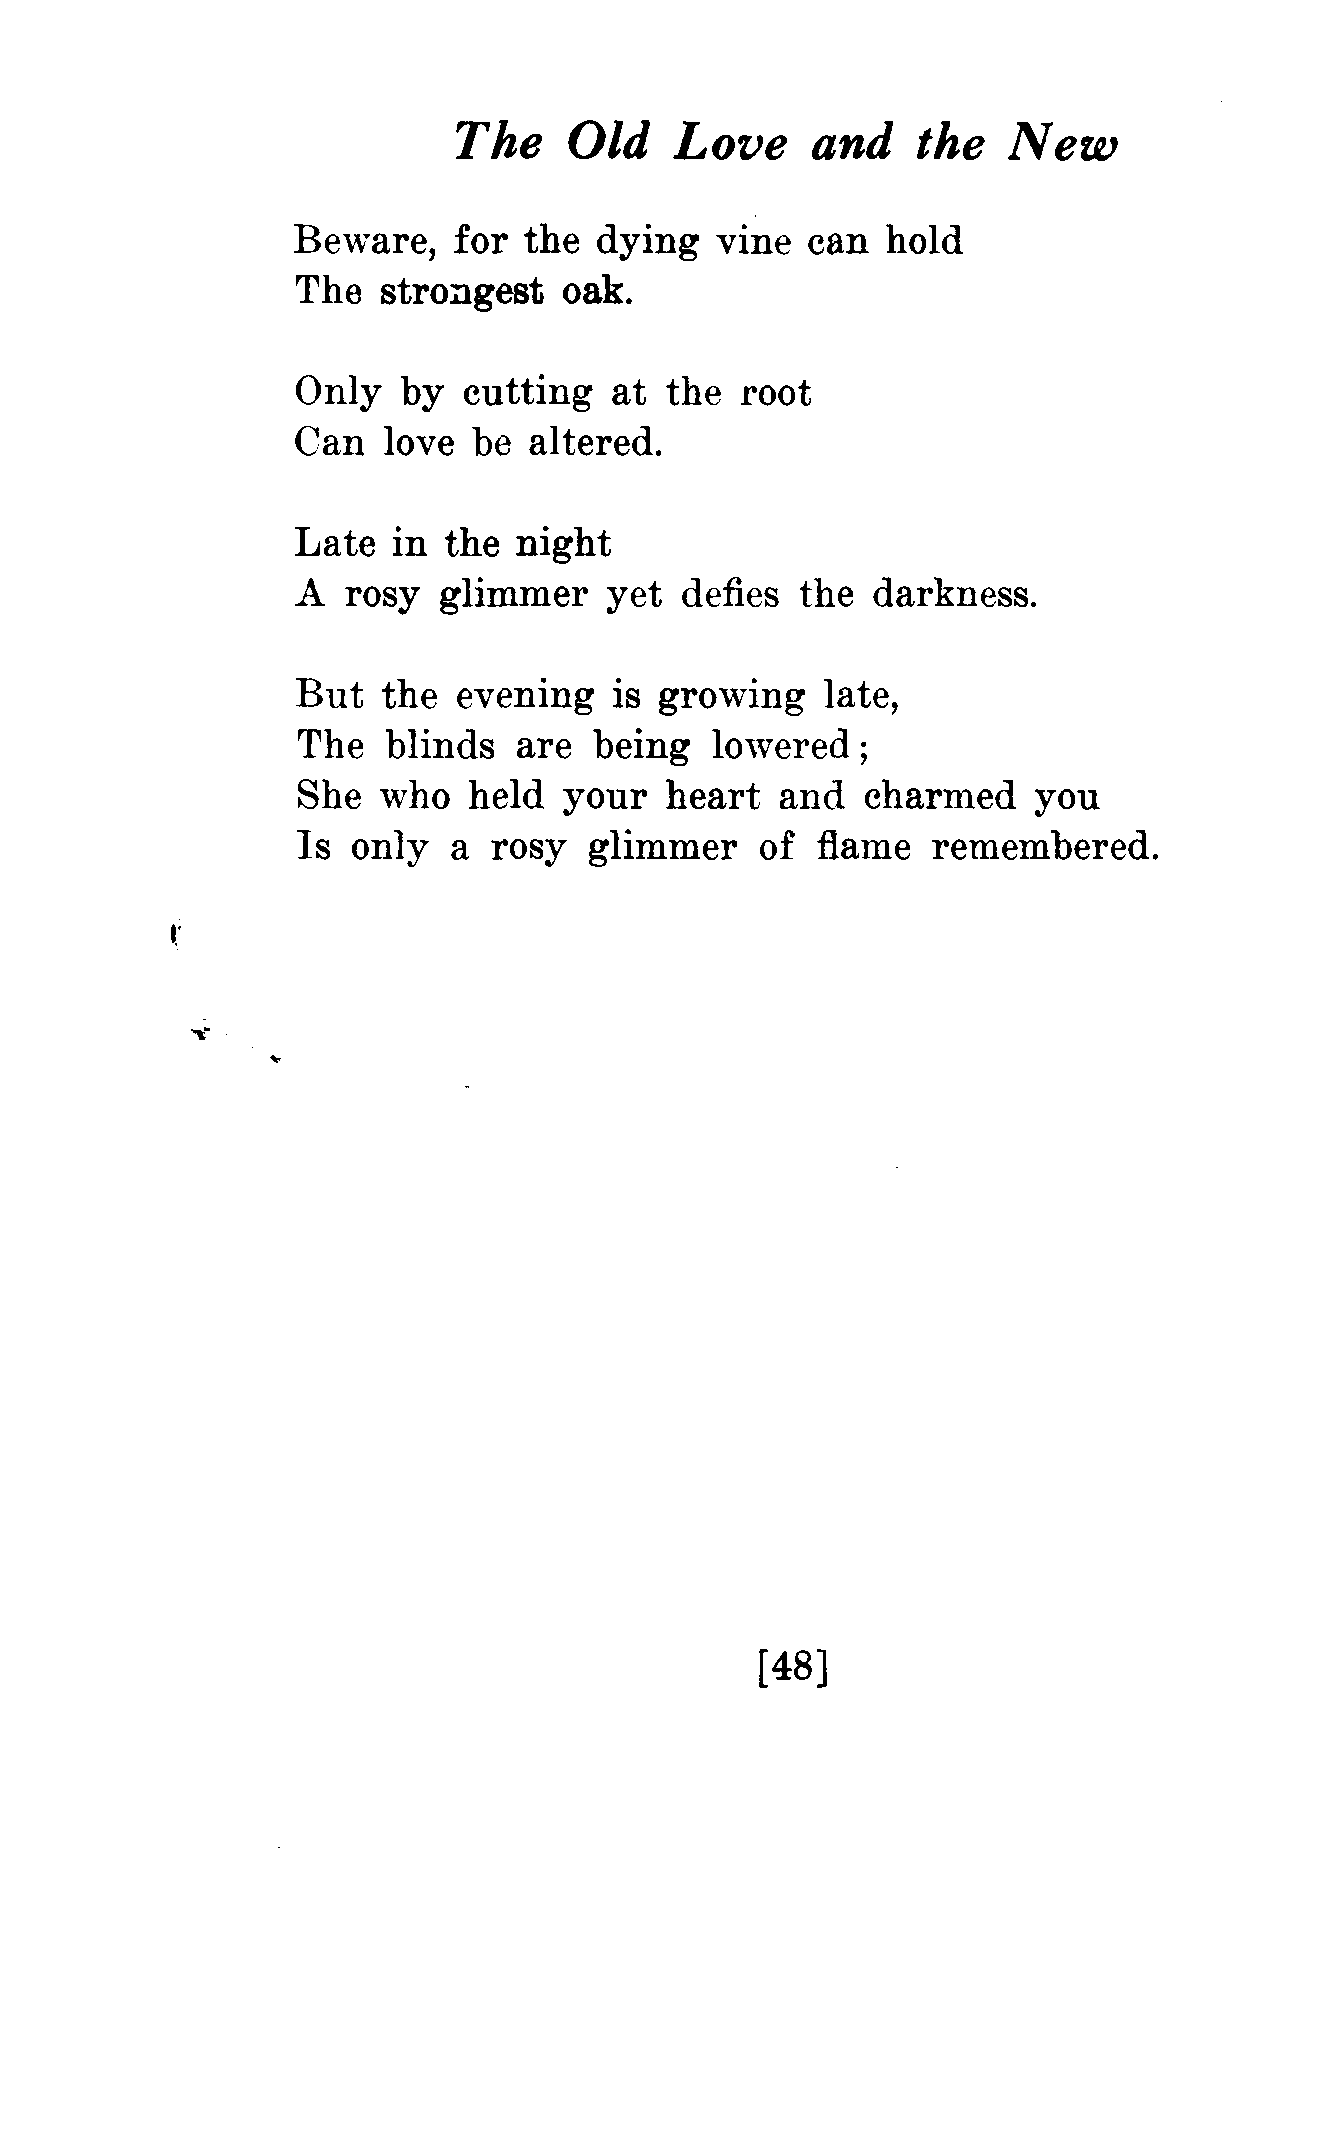 The Old Love and the New
Beware, for the dying vine can hold
The strongest oak.
Only by cutting at the root
Can love be altered.
Late in the night
A rosy glimmer yet defies the darkness.
But the evening is growing late,
The blinds are being lowered;
She who held your heart and charmed you
Is only a rosy glimmer of flame remembered.
[48]